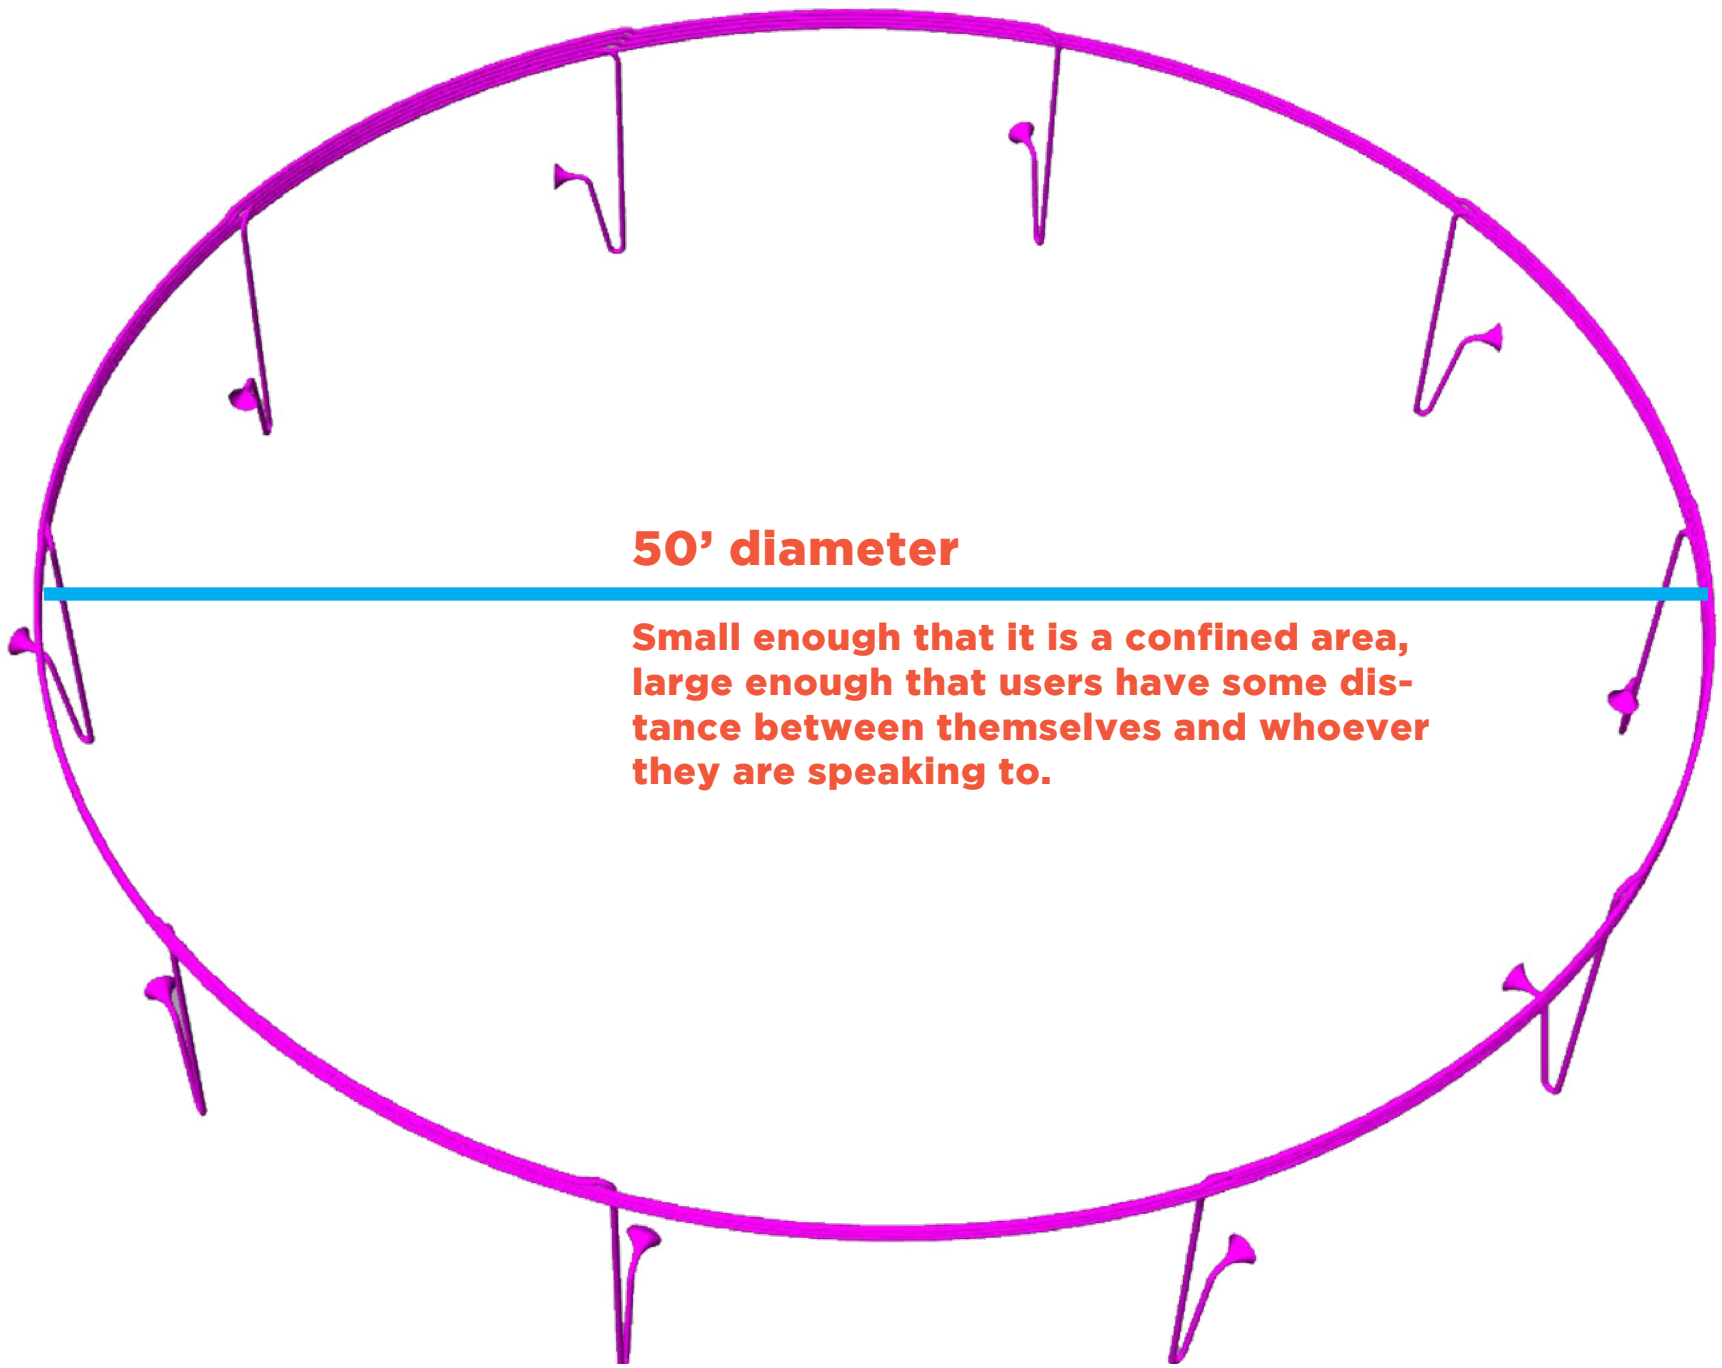 50’ diameter
Small enough that it is a confined area,
large enough that users have some dis-
tance between themselves and whoever
they are speaking to.